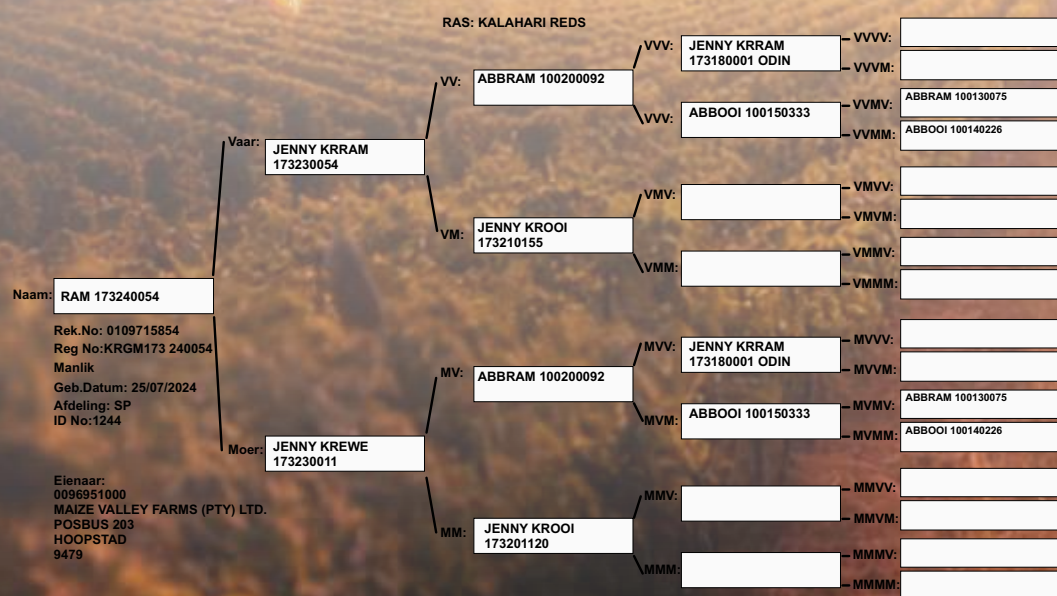 RAS: KALAHARI REDS
Naam:
RAM 173240054
Rek.No: 0109715854
Reg No:KRGM173 240054
Manlik
Geb.Datum: 25/07/2024
Afdeling: SP
ID No:1244
Eienaar:
0096951000
MAIZE VALLEY FARMS (PTY) LTD.
POSBUS 203
HOOPSTAD
9479
Vaar:
JENNY KRRAM
173230054
Moer:
JENNY KREWE
173230011
VV:
ABBRAM 100200092
VM:
JENNY KROOI
173210155
MV:
ABBRAM 100200092
MM:
JENNY KROOI
173201120
VVV:
JENNY KRRAM
173180001 ODIN
VVV:
ABBOOI 100150333
VMV:
VMM:
MVV:
JENNY KRRAM
173180001 ODIN
MVM:
ABBOOI 100150333
MMV:
MMM:
VVVV:
VVVM:
VVMV:
ABBRAM 100130075
VVMM:
ABBOOI 100140226
VMVV:
VMVM:
VMMV:
VMMM:
MVVV:
MVVM:
MVMV:
ABBRAM 100130075
MVMM:
ABBOOI 100140226
MMVV:
MMVM:
MMMV:
MMMM: